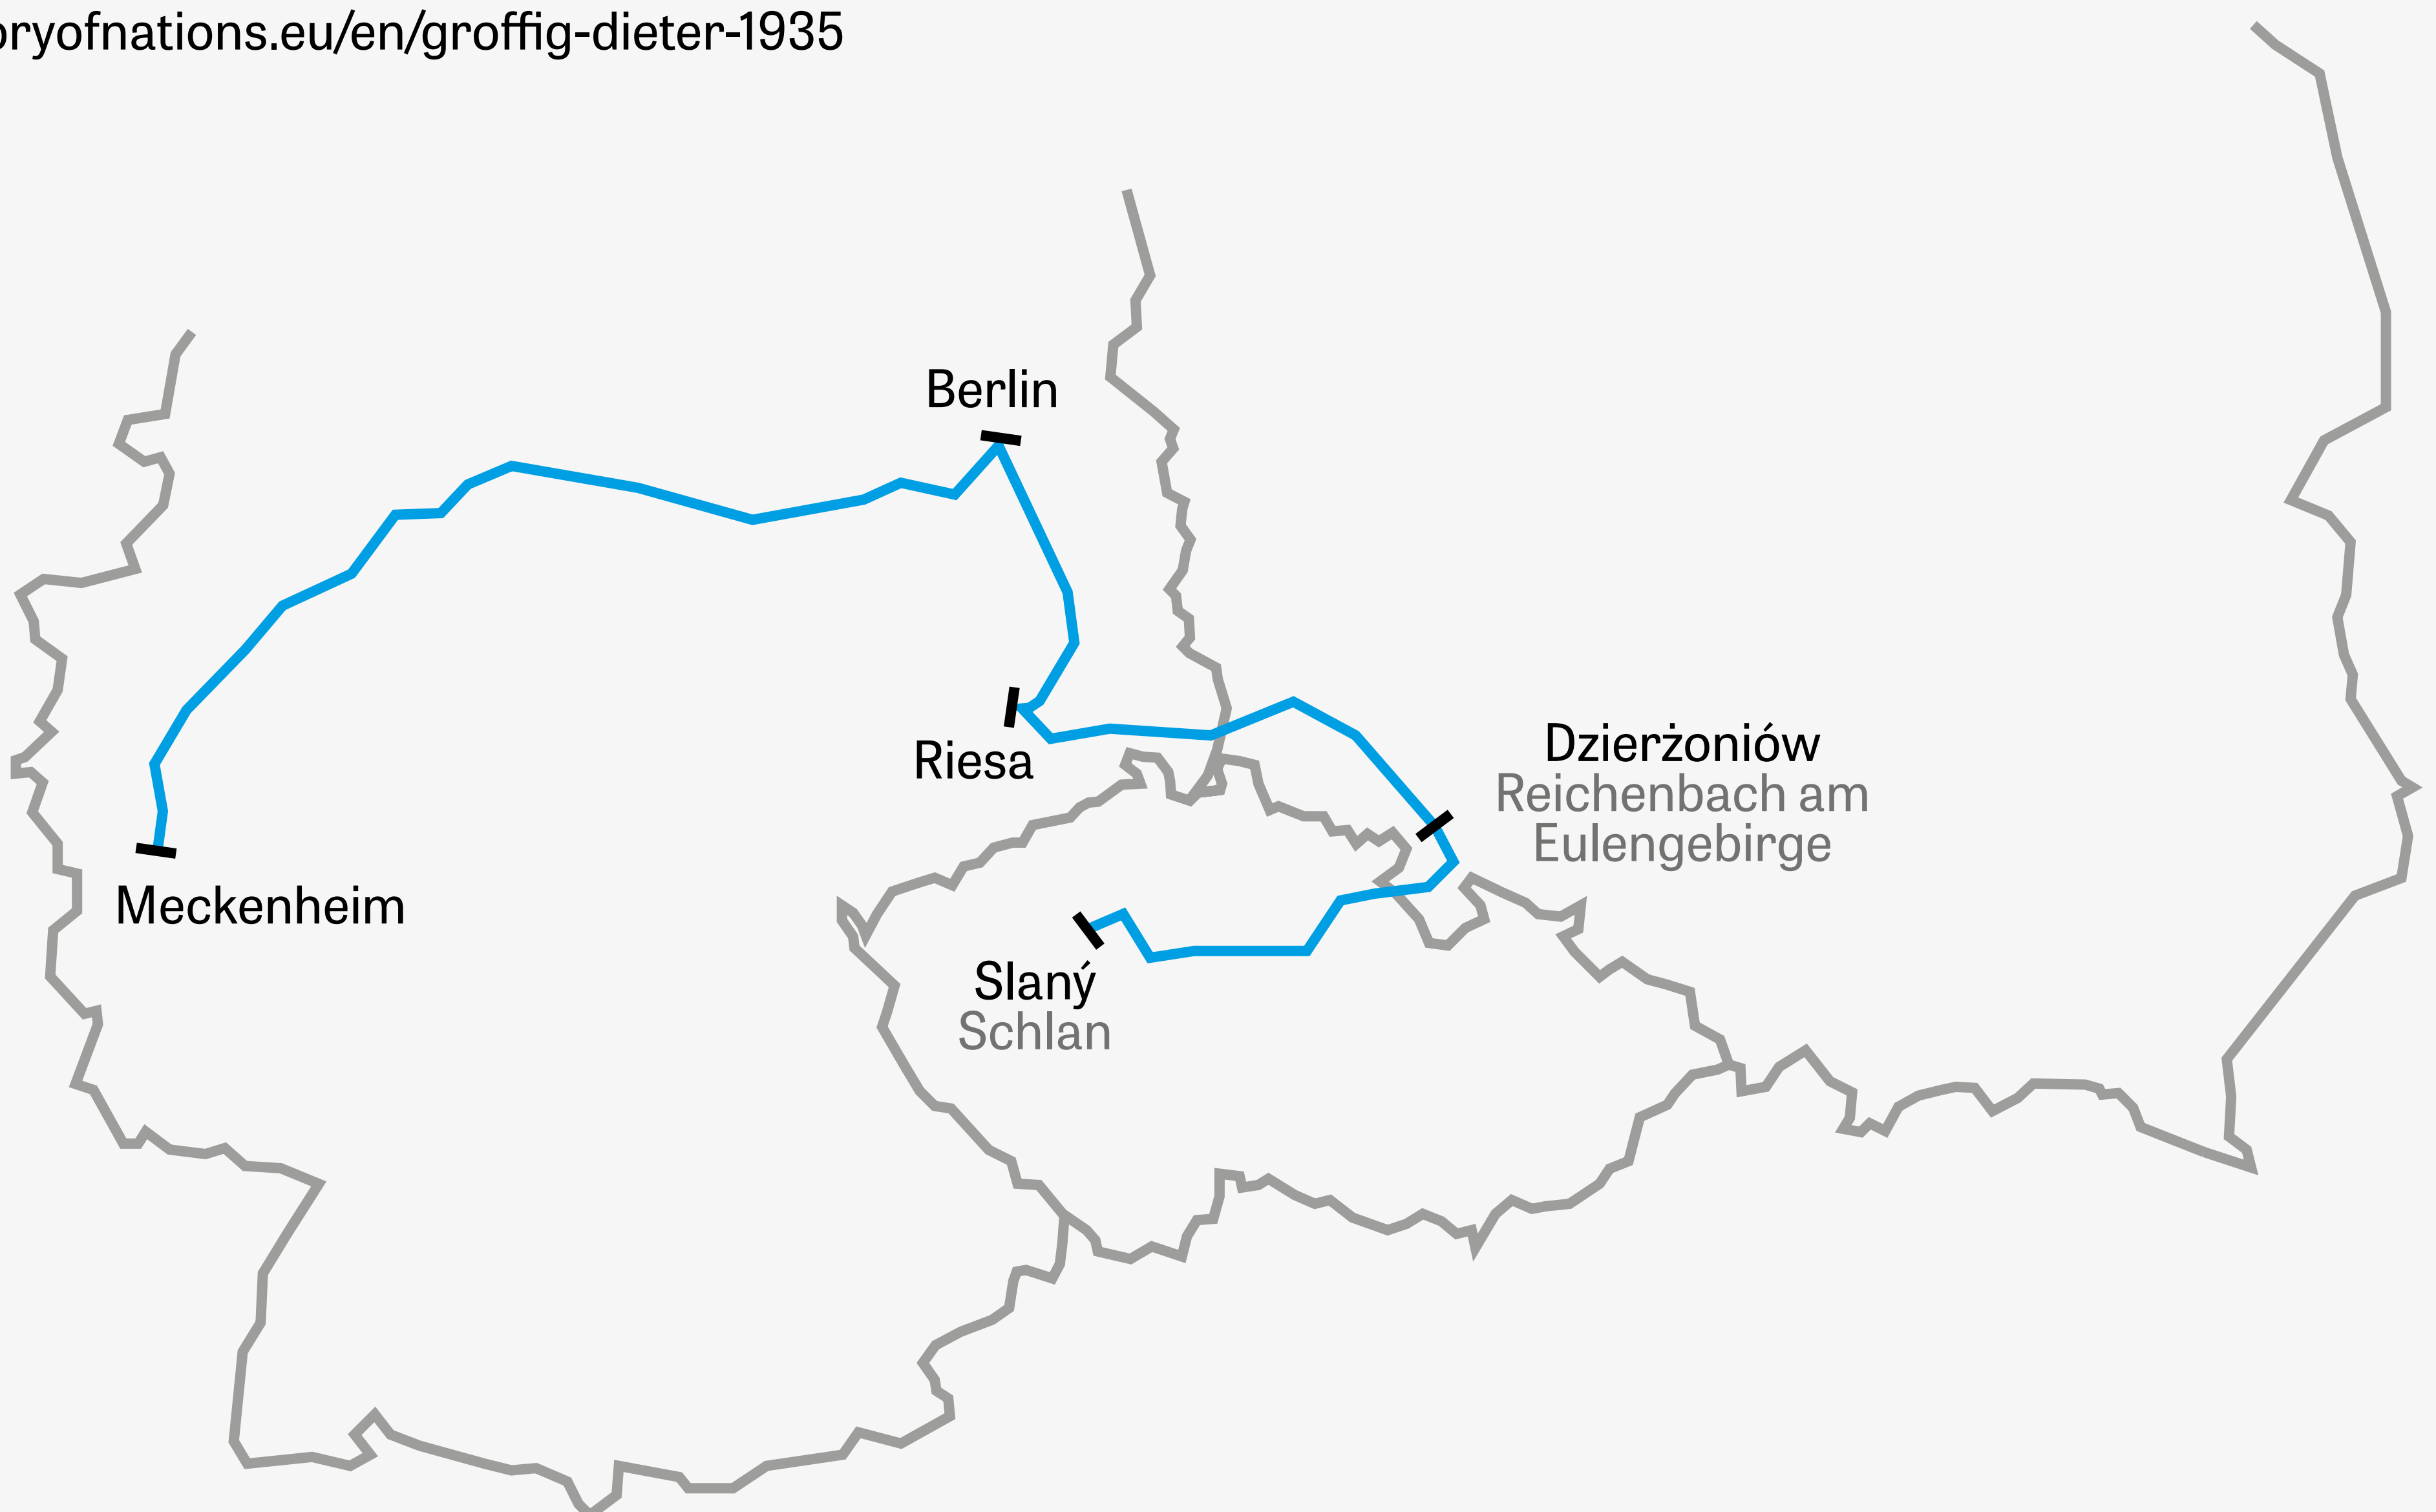 oryofnations.eu/en/groffig-dieter-1935
Berlin
Riesa
Dzierżoniów
Reichenbach am
Eulengebirge
Meckenheim
Slaný
Schlan